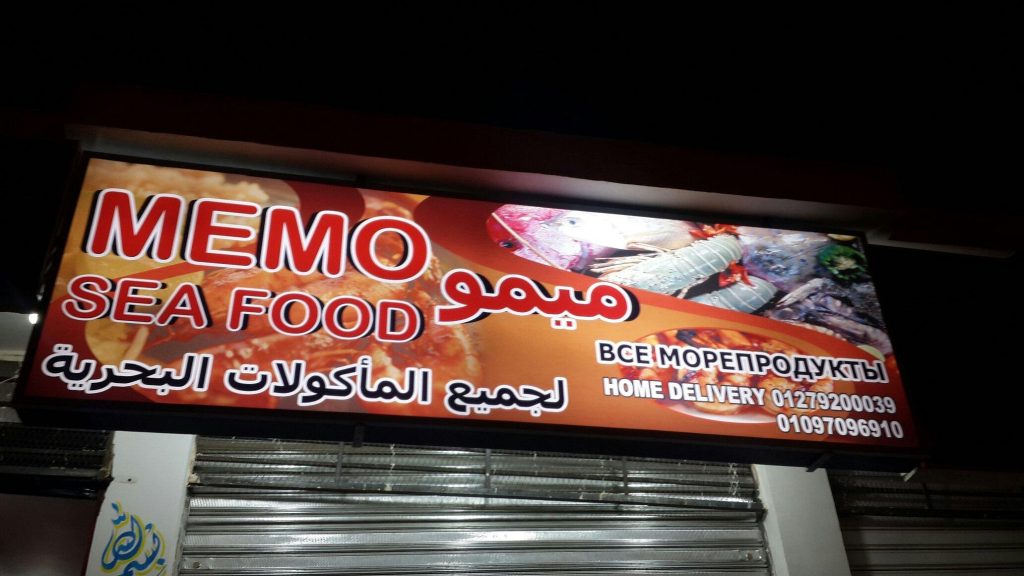 MEMO
SEA FOOD
ميمو
لجميع المأكولات البحرية
ВСЕ МОРЕПРОДУКТЫ
HOME DELIVERY 01279200039
01097096910